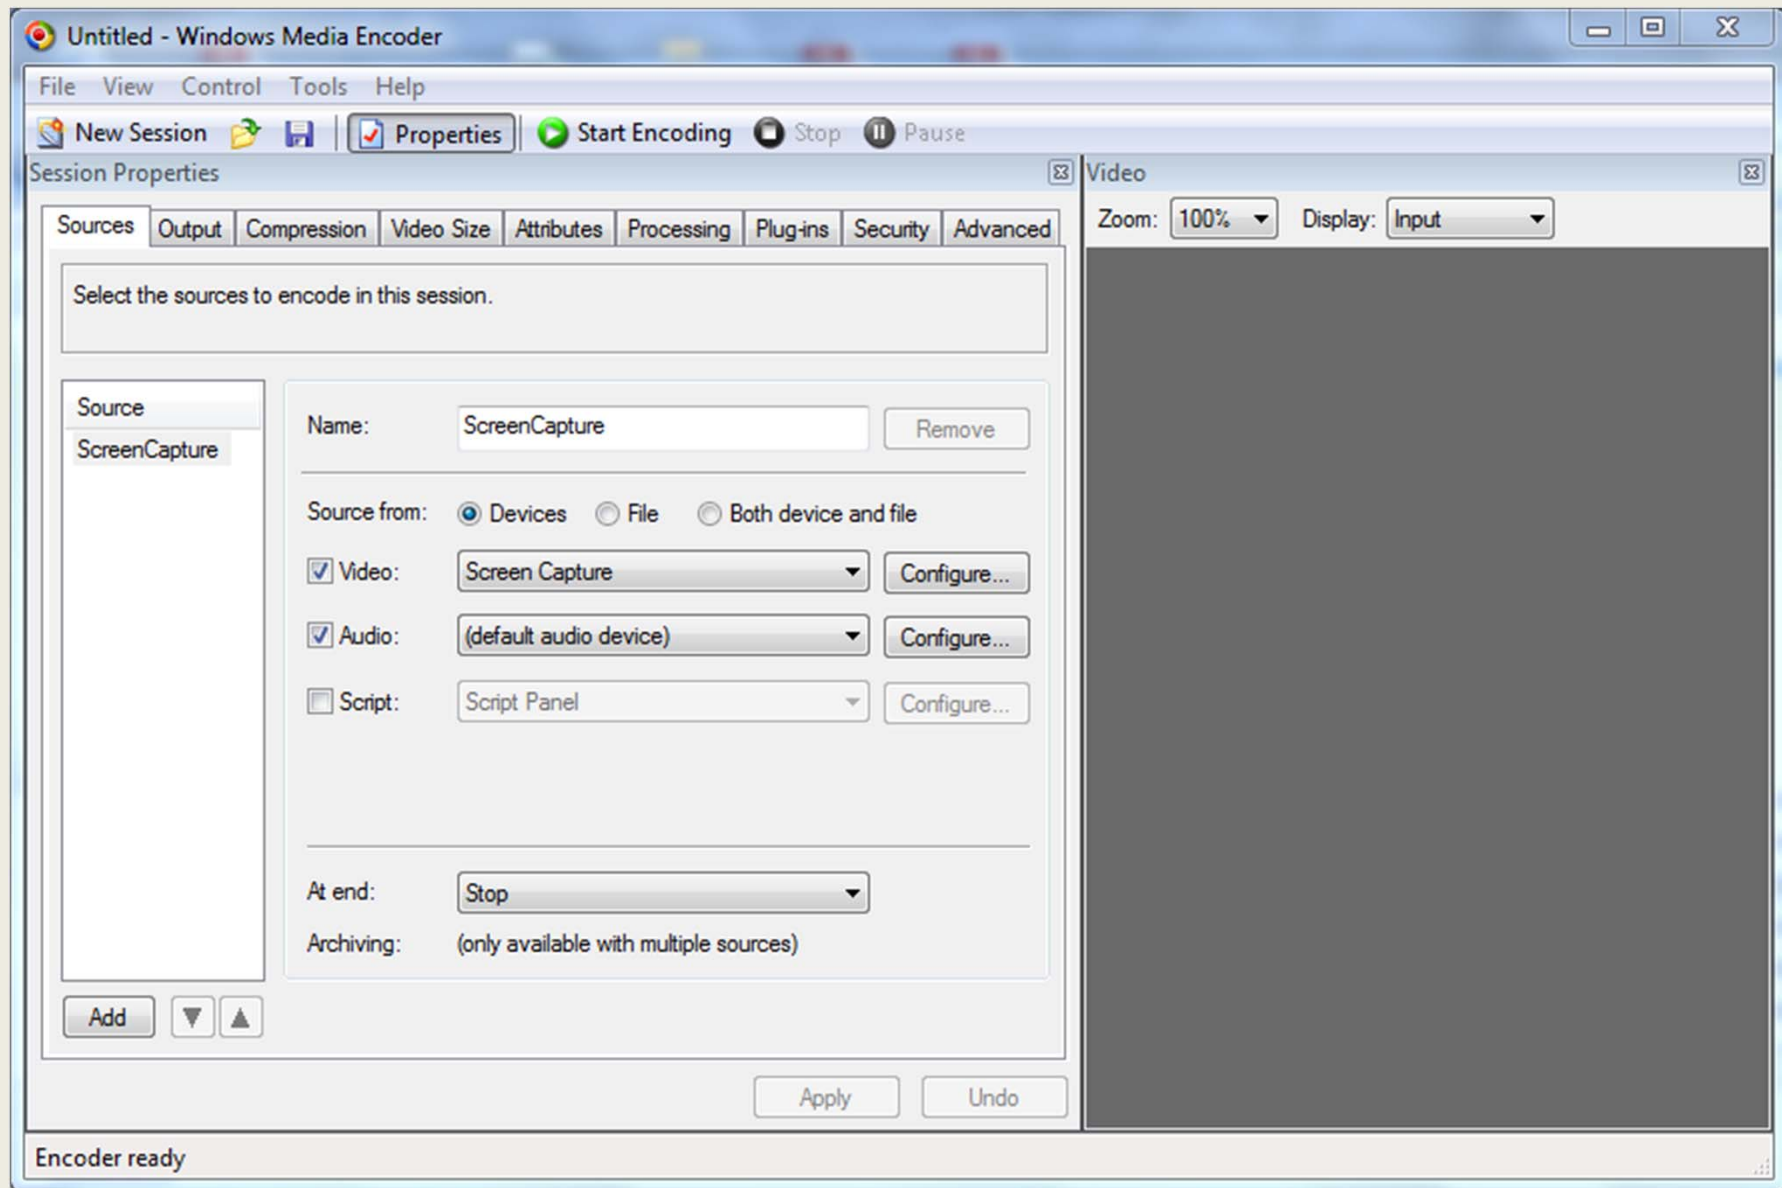 Untitled - Windows Media Encoder
File View Control Tools Help
New Session Properties Start Encoding Stop Pause
Session Properties
Sources Output Compression Video Size Attributes Processing Plug-ins Security Advanced
Select the sources to encode in this session.
Source
ScreenCapture
Name: ScreenCapture Remove
Source from: Devices File Both device and file
Video: Screen Capture Configure...
Audio: (default audio device) Configure...
Script: Script Panel Configure...
At end: Stop
Archiving: (only available with multiple sources)
Add
Apply Undo
Video
Zoom: 100% Display: Input
Encoder ready